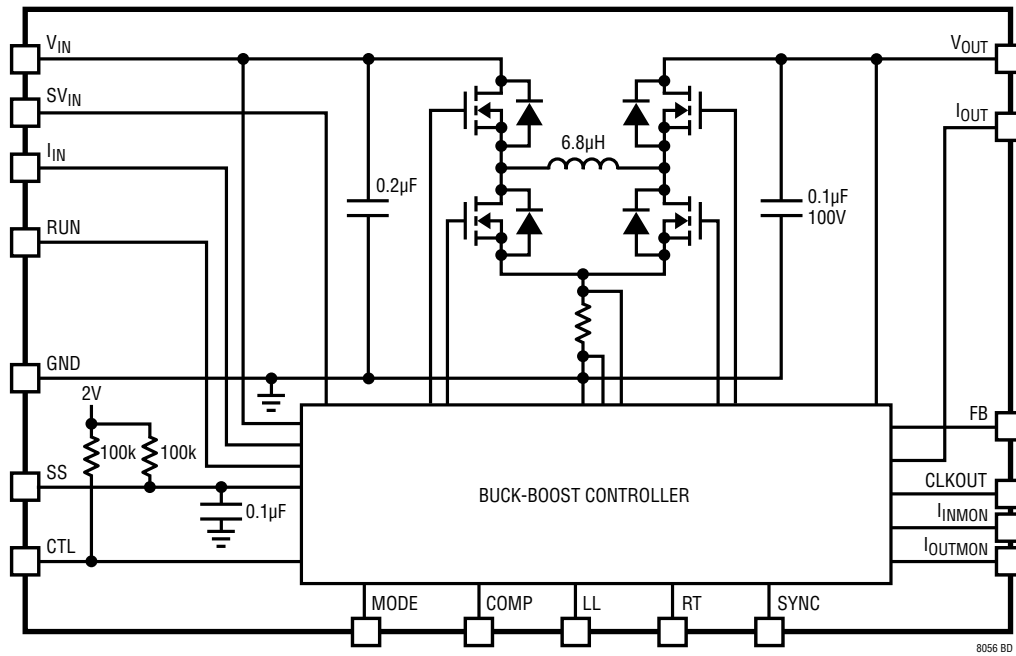 VIN
SVIN
IIN
RUN
GND
2V
100k
100k
SS
0.1µF
CTL
0.2µF
6.8µH
0.1µF
100V
VOUT
IOUT
FB
CLKOUT
IINMON
IOUTMON
BUCK-BOOST CONTROLLER
MODE
COMP
LL
RT
SYNC
8056 BD